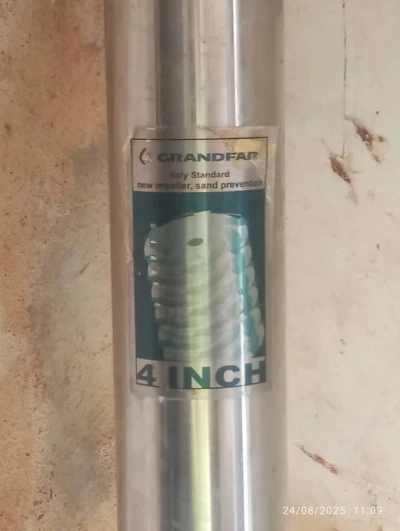 GRANDFAR
Italy Standard
new impeller, sand prevention
4 INCH
24/08/2025 11:09